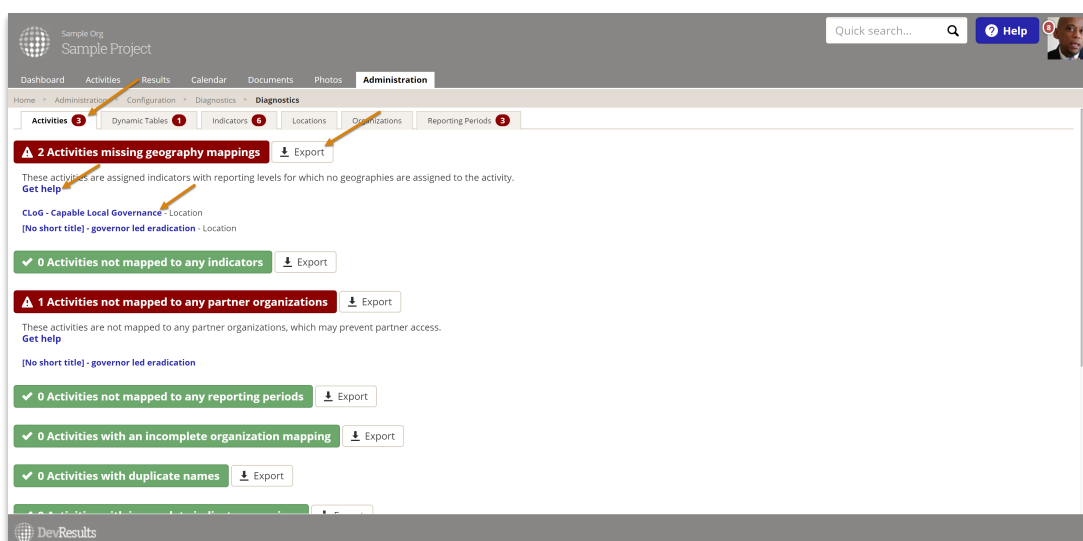 Sample Org
Sample Project
Quick search...
Help
8
Dashboard Activities Results Calendar Documents Photos Administration
Home Administration Configuration Diagnostics Diagnostics
Activities 3 Dynamic Tables 1 Indicators 6 Locations Organizations Reporting Periods 3
2 Activities missing geography mappings Export
These activities are assigned indicators with reporting levels for which no geographies are assigned to the activity.
Get help
CLoG - Capable Local Governance - Location
[No short title] - governor led eradication - Location
0 Activities not mapped to any indicators Export
1 Activities not mapped to any partner organizations Export
These activities are not mapped to any partner organizations, which may prevent partner access.
Get help
[No short title] - governor led eradication
0 Activities not mapped to any reporting periods Export
0 Activities with an incomplete organization mapping Export
0 Activities with duplicate names Export
DevResults